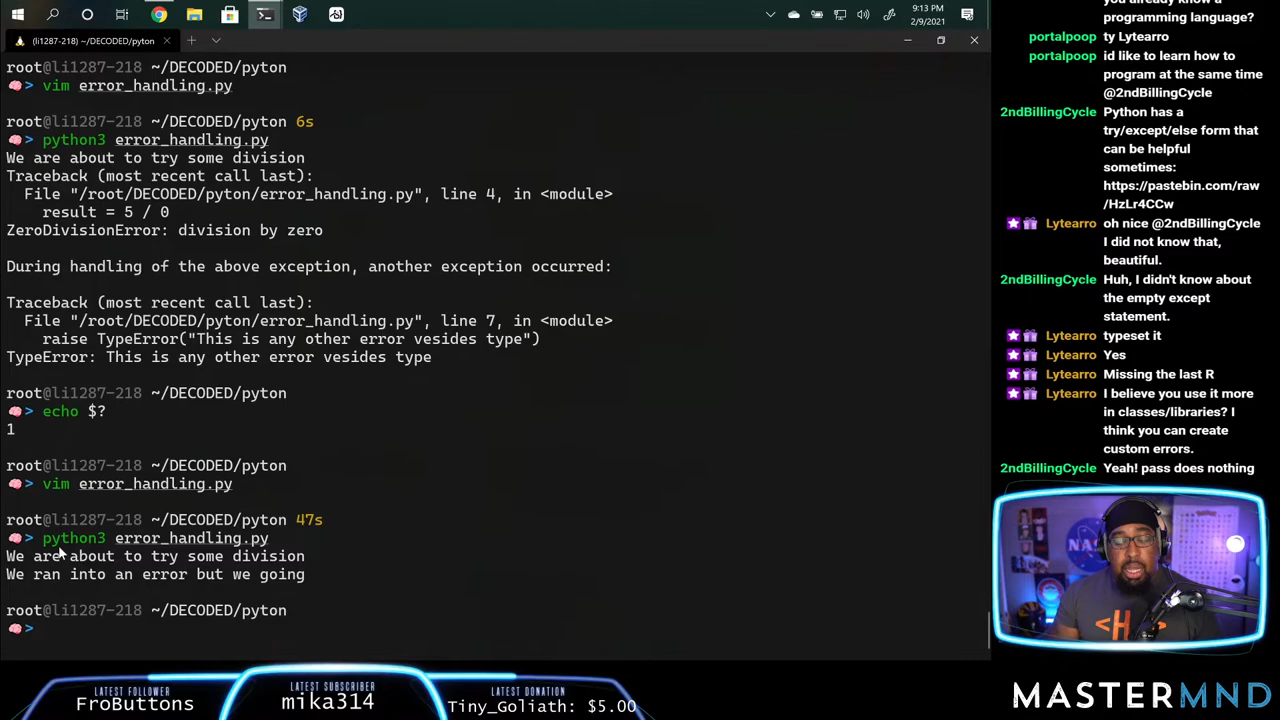 9:13 PM
2/9/2021
(li1287-218) ~/DECODED/pyton
root@li1287-218 ~/DECODED/pyton
> vim error_handling.py
root@li1287-218 ~/DECODED/pyton 6s
> python3 error_handling.py
We are about to try some division
Traceback (most recent call last):
File "/root/DECODED/pyton/error_handling.py", line 4, in <module>
result = 5 / 0
ZeroDivisionError: division by zero
During handling of the above exception, another exception occurred:
Traceback (most recent call last):
File "/root/DECODED/pyton/error_handling.py", line 7, in <module>
raise TypeError("This is any other error vesides type")
TypeError: This is any other error vesides type
root@li1287-218 ~/DECODED/pyton
> echo $?
1
root@li1287-218 ~/DECODED/pyton
> vim error_handling.py
root@li1287-218 ~/DECODED/pyton 47s
> python3 error_handling.py
We are about to try some division
We ran into an error but we going
root@li1287-218 ~/DECODED/pyton
>
you already know a
programming language?
portalpoop ty Lytearro
portalpoop id like to learn how to
program at the same time
@2ndBillingCycle
2ndBillingCycle Python has a
try/except/else form that
can be helpful
sometimes:
https://pastebin.com/raw
/HzLr4CCw
Lytearro oh nice @2ndBillingCycle
I did not know that,
beautiful.
2ndBillingCycle Huh, I didn't know about
the empty except
statement.
Lytearro typeset it
Lytearro Yes
Lytearro Missing the last R
Lytearro I believe you use it more
in classes/libraries? I
think you can create
custom errors.
2ndBillingCycle Yeah! pass does nothing
NAS
<H
LATEST FOLLOWER
FroButtons
LATEST SUBSCRIBER
mika314
LATEST DONATION
Tiny_Goliath: $5.00
MASTERMND